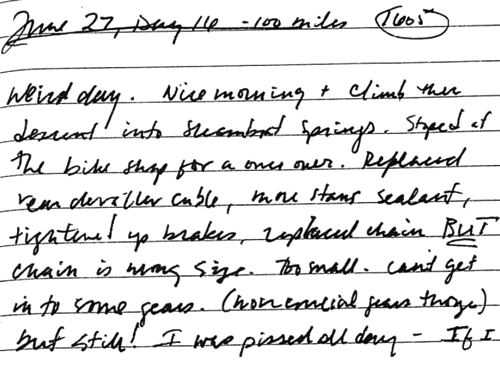 June 27, Day 16 - 100 miles 1605
Weird day. Nice morning + climb then
descent into Steamboat Springs. Stoped at
the bike shop for a once over. Replaced
rear derailler cable, more stans sealant,
tightened up brakes, replaced chain BUT
chain is wrong size. Too small. can't get
in to some gears. (non crucial gears though)
but still! I was pissed all day - If I